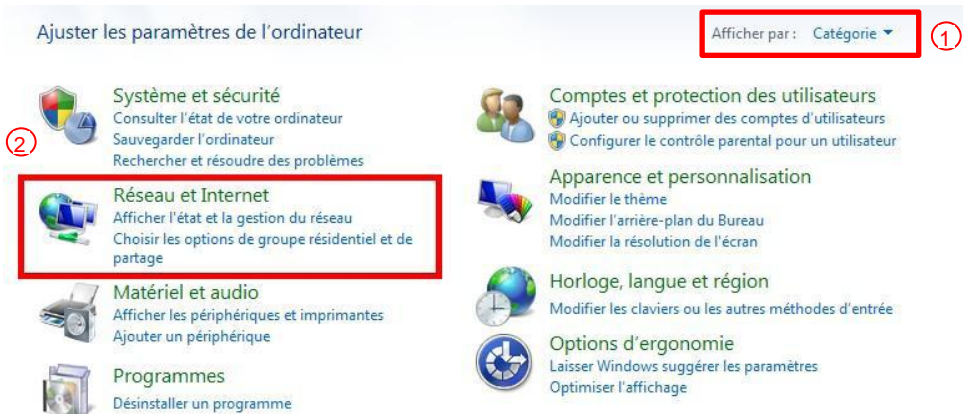 Ajuster les paramètres de l'ordinateur
Afficher par : Catégorie
1
Système et sécurité
Consulter l'état de votre ordinateur
Sauvegarder l'ordinateur
Rechercher et résoudre des problèmes
2
Réseau et Internet
Afficher l'état et la gestion du réseau
Choisir les options de groupe résidentiel et de
partage
Matériel et audio
Afficher les périphériques et imprimantes
Ajouter un périphérique
Programmes
Désinstaller un programme
Comptes et protection des utilisateurs
Ajouter ou supprimer des comptes d'utilisateurs
Configurer le contrôle parental pour un utilisateur
Apparence et personnalisation
Modifier le thème
Modifier l'arrière-plan du Bureau
Modifier la résolution de l'écran
Horloge, langue et région
Modifier les claviers ou les autres méthodes d'entrée
Options d'ergonomie
Laisser Windows suggérer les paramètres
Optimiser l'affichage